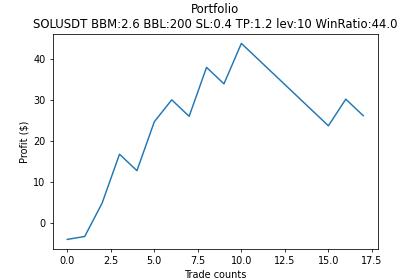 Portfolio
SOLUSDT BBM:2.6 BBL:200 SL:0.4 TP:1.2 lev:10 WinRatio:44.0
40
30
20
10
0
Profit ($)
0.0 2.5 5.0 7.5 10.0 12.5 15.0 17.5
Trade counts